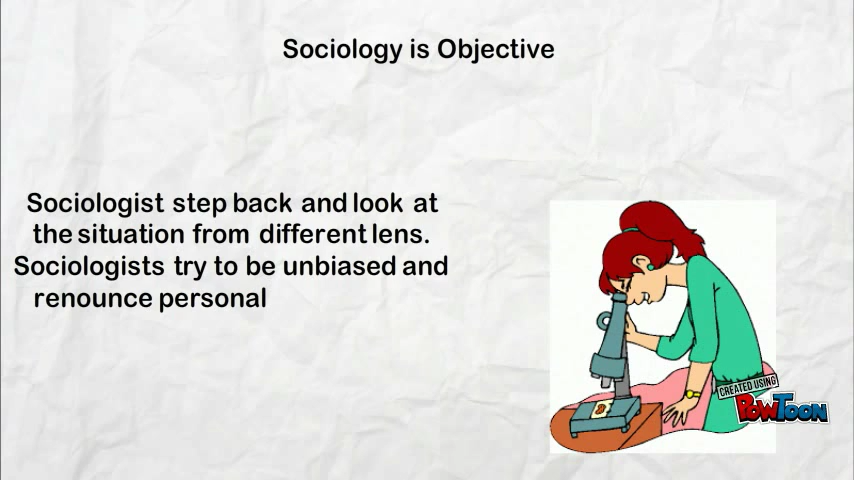 Sociology is Objective
Sociologist step back and look at
the situation from different lens.
Sociologists try to be unbiased and
renounce personal
CREATED USING
POWTOON